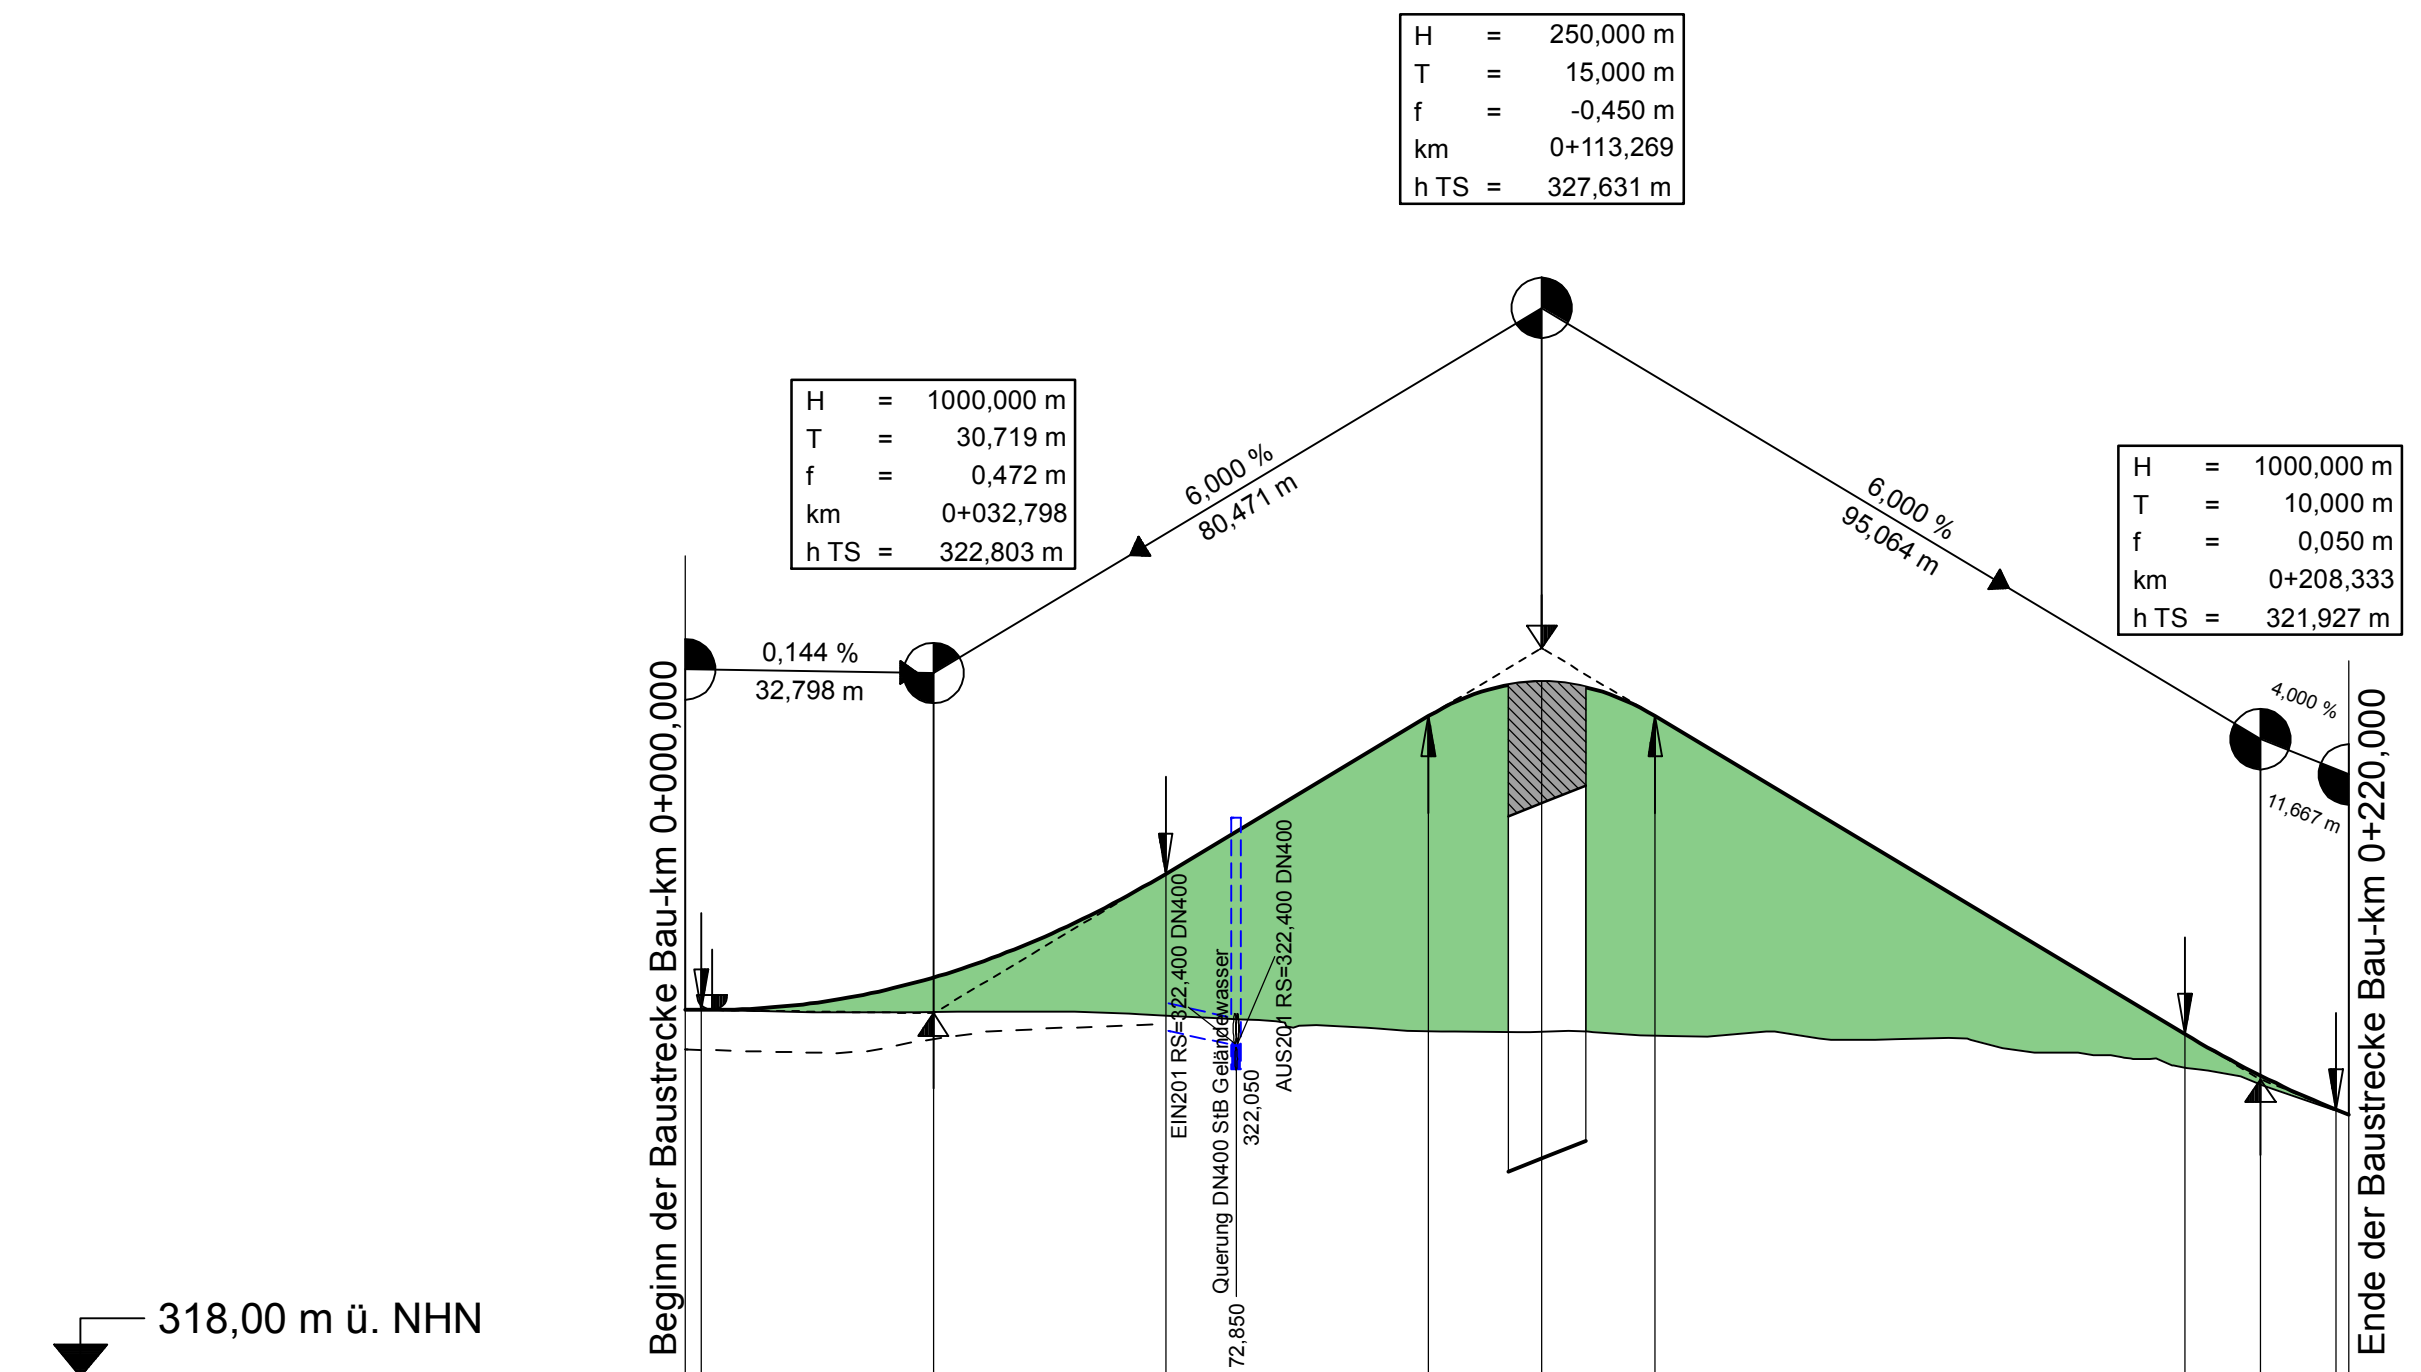 H = 250,000 m
T = 15,000 m
f = -0,450 m
km 0+113,269
h TS = 327,631 m
H = 1000,000 m
T = 30,719 m
f = 0,472 m
km 0+032,798
h TS = 322,803 m
6,000 %
80,471 m
6,000 %
95,064 m
H = 1000,000 m
T = 10,000 m
f = 0,050 m
km 0+208,333
h TS = 321,927 m
0,144 %
32,798 m
4,000 %
11,667 m
Beginn der Baustrecke Bau-km 0+000,000
EIN201 RS=322,400 DN400
Querung DN400 StB Geländewasser
322,050
AUS201 RS=322,400 DN400
72,850
Ende der Baustrecke Bau-km 0+220,000
318,00 m ü. NHN